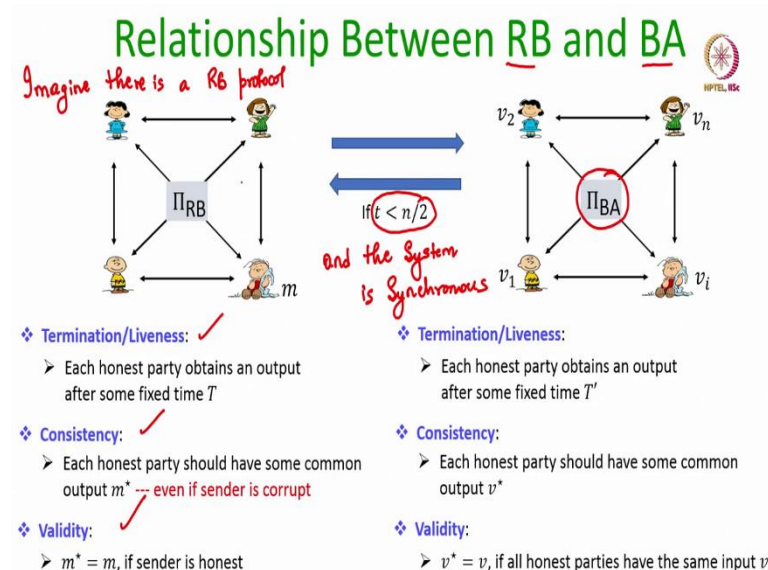 Relationship Between RB and BA
NPTEL, IISc
Imagine there is a RB protocol
v₂
vₙ
Π_RB
If t < n/2
Π_BA
and the System
is Synchronous
m
v₁
vᵢ
❖ Termination/Liveness:
➢ Each honest party obtains an output
after some fixed time T
❖ Consistency:
➢ Each honest party should have some common
output m* --- even if sender is corrupt
❖ Validity:
➢ m* = m, if sender is honest
❖ Termination/Liveness:
➢ Each honest party obtains an output
after some fixed time T′
❖ Consistency:
➢ Each honest party should have some common
output v*
❖ Validity:
➢ v* = v, if all honest parties have the same input v